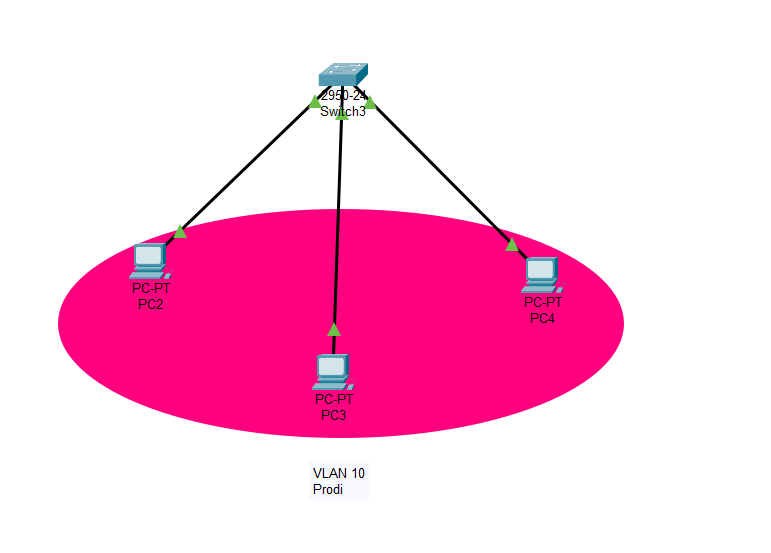 2950-24
Switch3
PC-PT
PC2
PC-PT
PC4
PC-PT
PC3
VLAN 10
Prodi